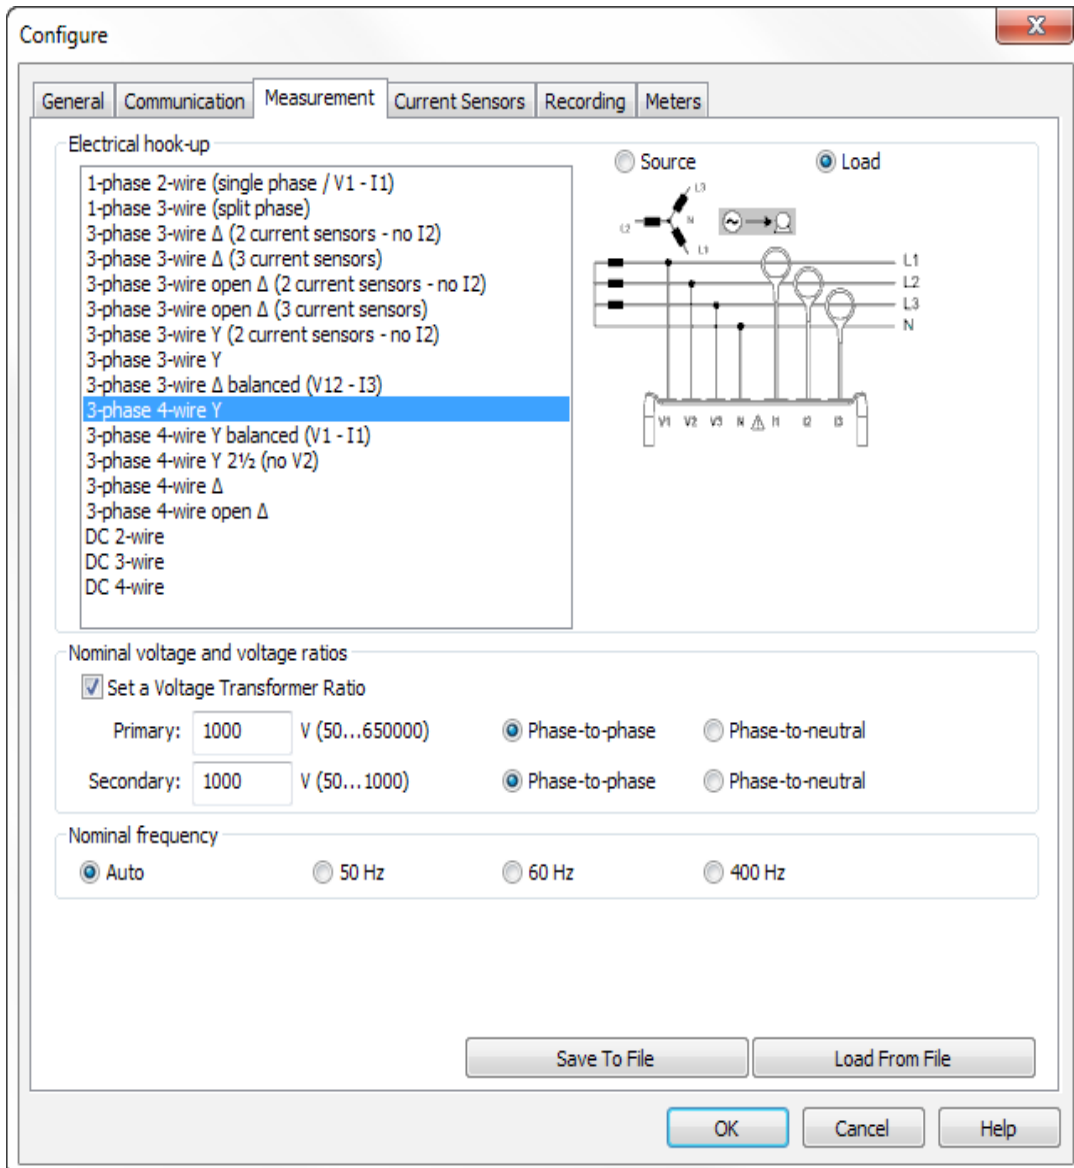 Configure
X
General Communication Measurement Current Sensors Recording Meters
Electrical hook-up
Source Load
1-phase 2-wire (single phase / V1 - I1)
1-phase 3-wire (split phase)
3-phase 3-wire Δ (2 current sensors - no I2)
3-phase 3-wire Δ (3 current sensors)
3-phase 3-wire open Δ (2 current sensors - no I2)
3-phase 3-wire open Δ (3 current sensors)
3-phase 3-wire Y (2 current sensors - no I2)
3-phase 3-wire Y
3-phase 3-wire Δ balanced (V12 - I3)
3-phase 4-wire Y
3-phase 4-wire Y balanced (V1 - I1)
3-phase 4-wire Y 2½ (no V2)
3-phase 4-wire Δ
3-phase 4-wire open Δ
DC 2-wire
DC 3-wire
DC 4-wire
L3
L2 N
L1
L1
L2
L3
N
V1 V2 V3 N I1 I2 I3
Nominal voltage and voltage ratios
Set a Voltage Transformer Ratio
Primary: 1000 V (50...650000) Phase-to-phase Phase-to-neutral
Secondary: 1000 V (50...1000) Phase-to-phase Phase-to-neutral
Nominal frequency
Auto 50 Hz 60 Hz 400 Hz
Save To File Load From File
OK Cancel Help